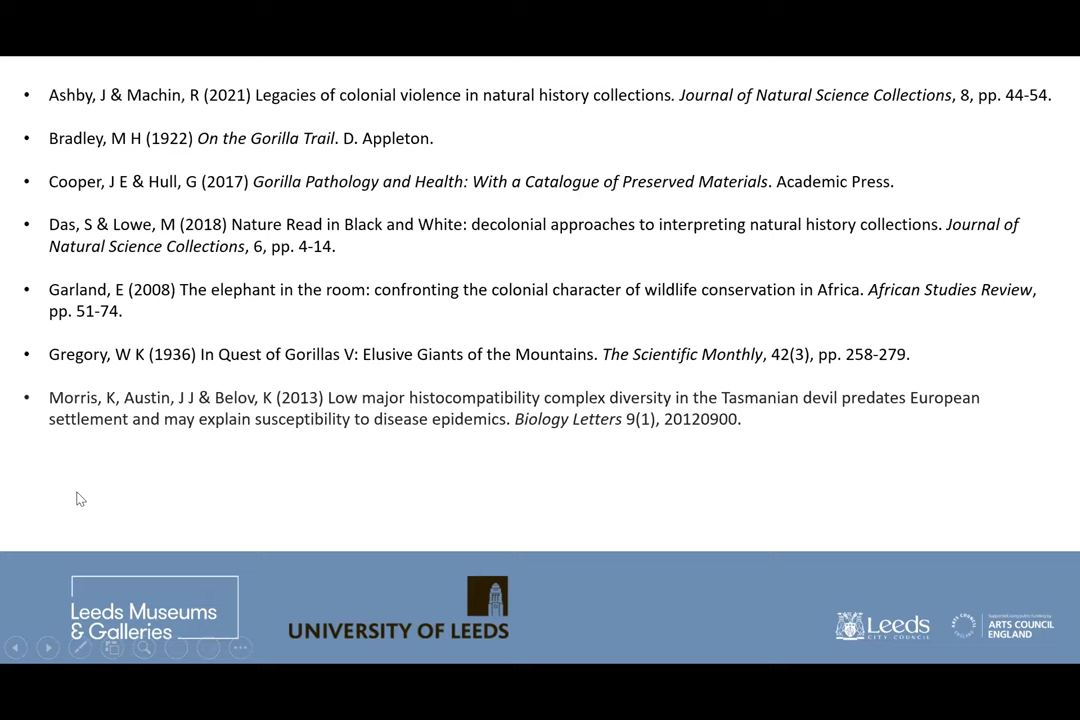 • Ashby, J & Machin, R (2021) Legacies of colonial violence in natural history collections. Journal of Natural Science Collections, 8, pp. 44-54.
• Bradley, M H (1922) On the Gorilla Trail. D. Appleton.
• Cooper, J E & Hull, G (2017) Gorilla Pathology and Health: With a Catalogue of Preserved Materials. Academic Press.
• Das, S & Lowe, M (2018) Nature Read in Black and White: decolonial approaches to interpreting natural history collections. Journal of
Natural Science Collections, 6, pp. 4-14.
• Garland, E (2008) The elephant in the room: confronting the colonial character of wildlife conservation in Africa. African Studies Review,
pp. 51-74.
• Gregory, W K (1936) In Quest of Gorillas V: Elusive Giants of the Mountains. The Scientific Monthly, 42(3), pp. 258-279.
• Morris, K, Austin, J J & Belov, K (2013) Low major histocompatibility complex diversity in the Tasmanian devil predates European
settlement and may explain susceptibility to disease epidemics. Biology Letters 9(1), 20120900.
Leeds Museums
& Galleries
UNIVERSITY OF LEEDS
Leeds
CITY COUNCIL
ARTS COUNCIL
ENGLAND